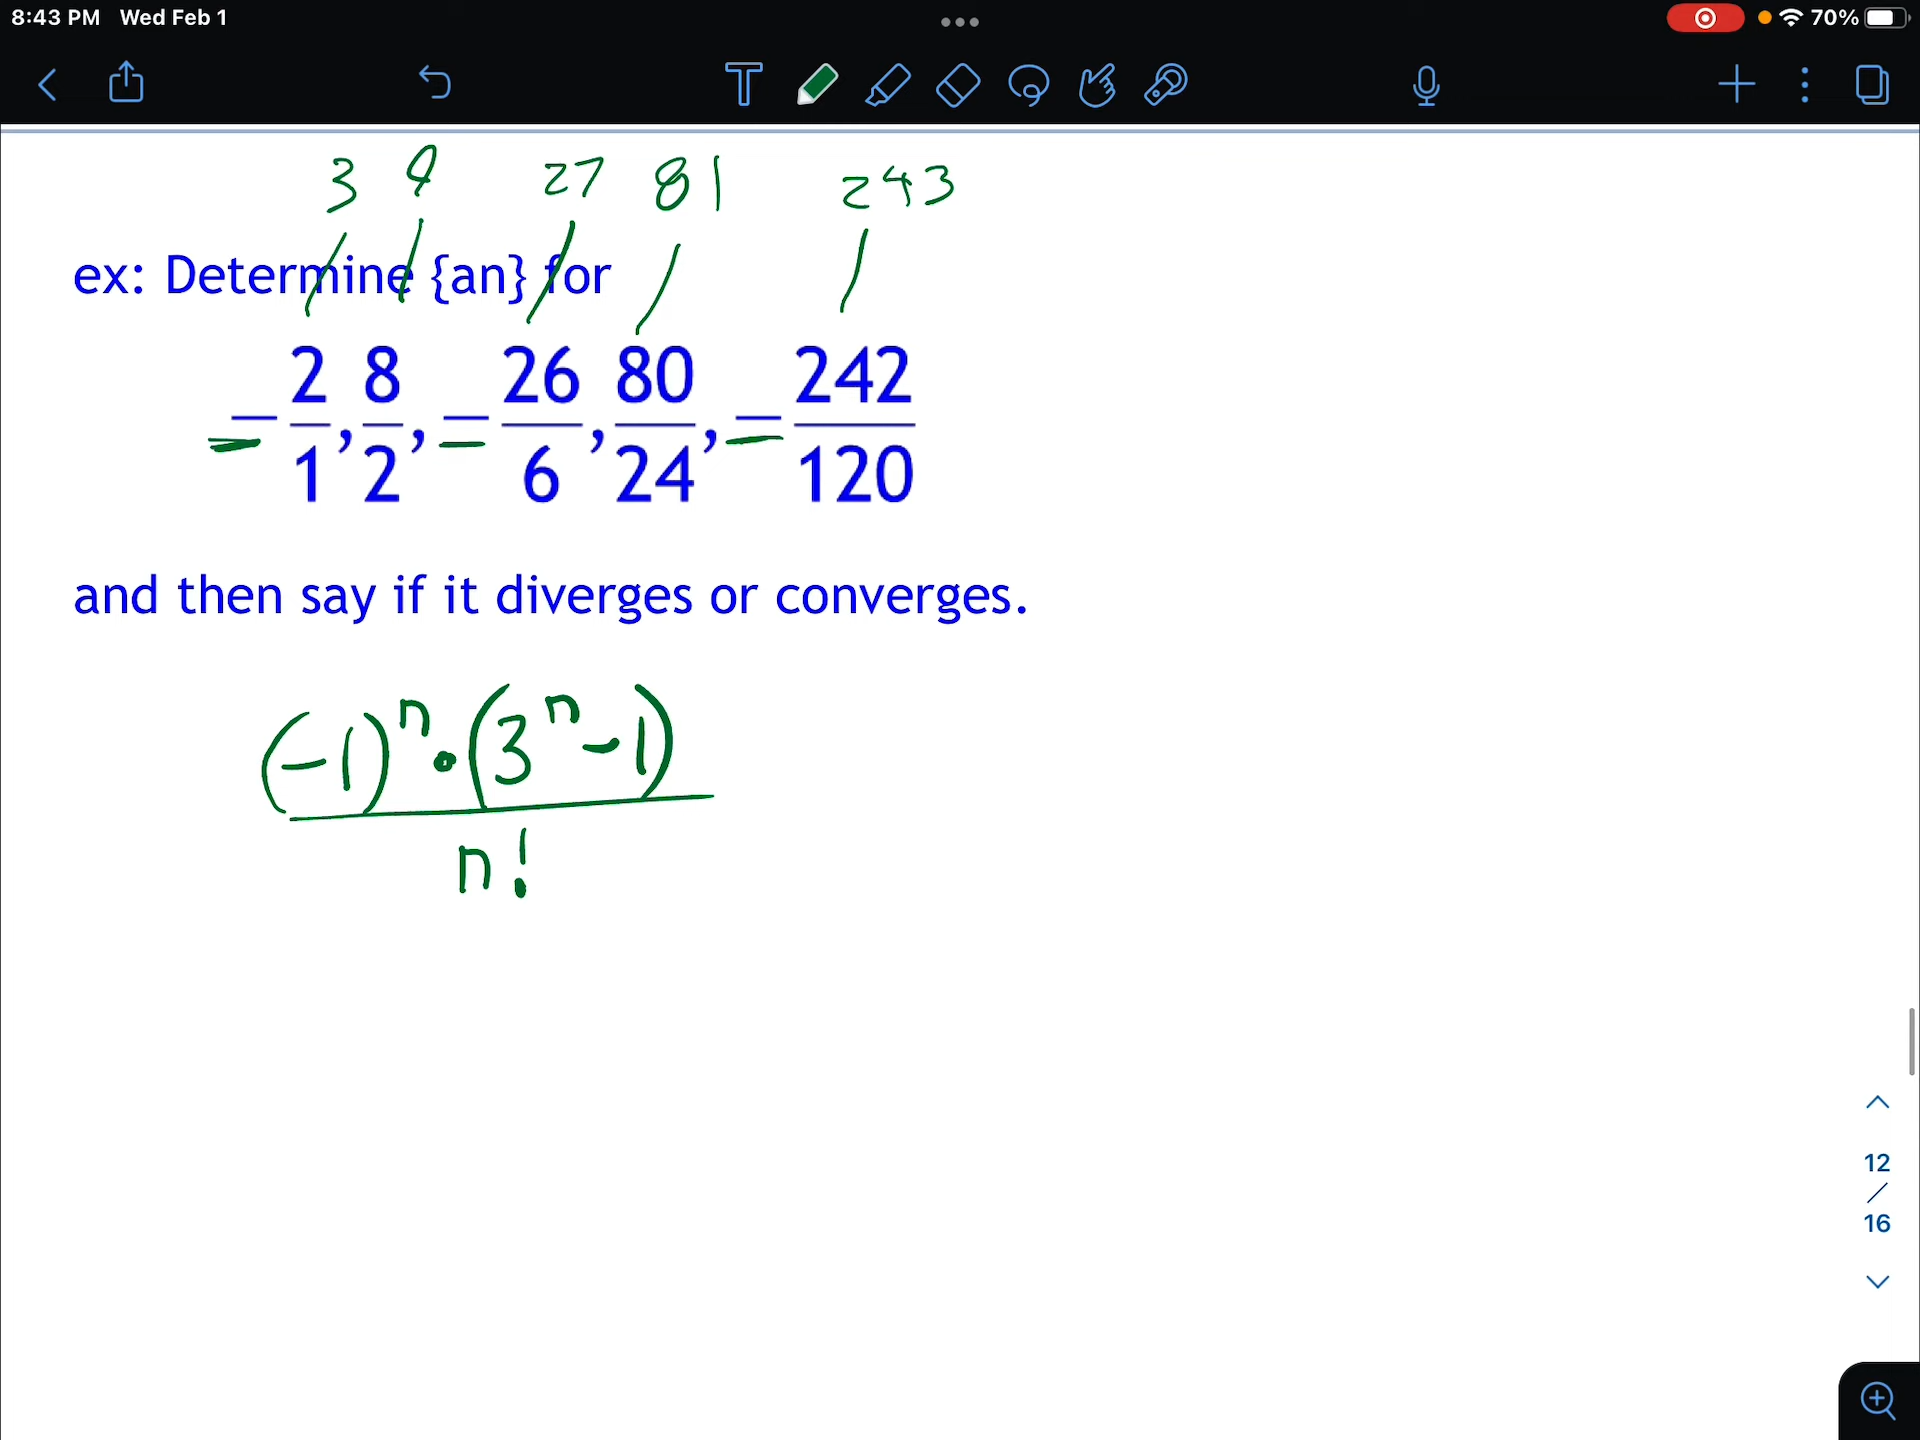 8:43 PM Wed Feb 1
70%
T
3 9 27 81 243
ex: Determine {an} for
-2/1, 8/2, -26/6, 80/24, -242/120
and then say if it diverges or converges.
(-1)^n · (3^n - 1)
n!
12
/
16